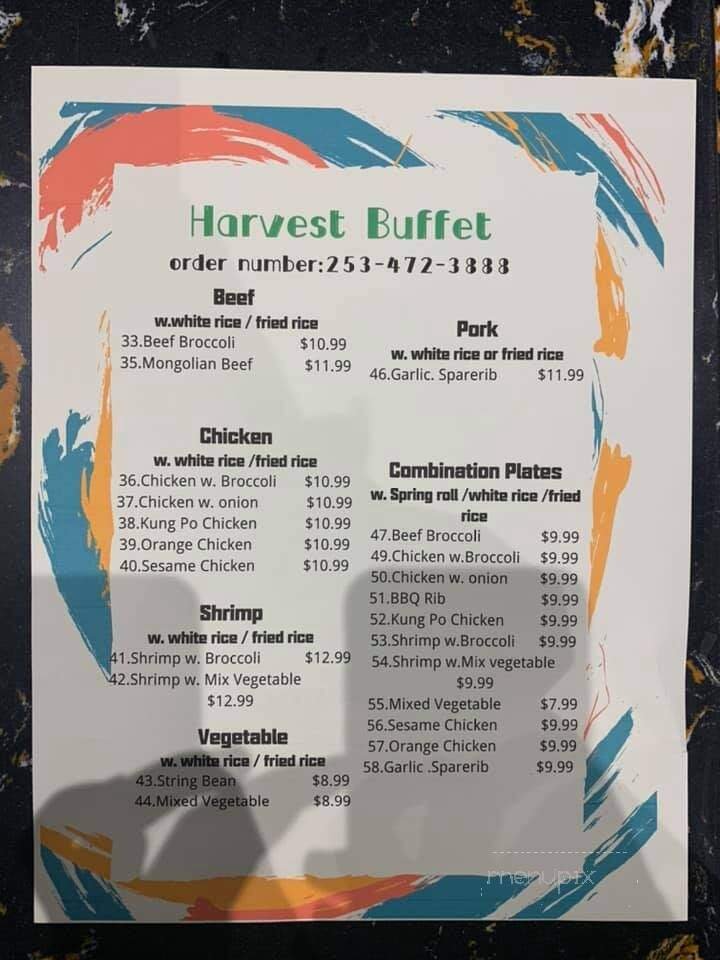 Harvest Buffet
order number:253-472-3888
Beef
w.white rice / fried rice
33.Beef Broccoli $10.99
35.Mongolian Beef $11.99
Chicken
w. white rice /fried rice
36.Chicken w. Broccoli $10.99
37.Chicken w. onion $10.99
38.Kung Po Chicken $10.99
39.Orange Chicken $10.99
40.Sesame Chicken $10.99
Shrimp
w. white rice / fried rice
41.Shrimp w. Broccoli $12.99
42.Shrimp w. Mix Vegetable
$12.99
Vegetable
w. white rice / fried rice
43.String Bean $8.99
44.Mixed Vegetable $8.99
Pork
w. white rice or fried rice
46.Garlic. Sparerib $11.99
Combination Plates
w. Spring roll /white rice /fried
rice
47.Beef Broccoli $9.99
49.Chicken w.Broccoli $9.99
50.Chicken w. onion $9.99
51.BBQ Rib $9.99
52.Kung Po Chicken $9.99
53.Shrimp w.Broccoli $9.99
54.Shrimp w.Mix vegetable
$9.99
55.Mixed Vegetable $7.99
56.Sesame Chicken $9.99
57.Orange Chicken $9.99
58.Garlic .Sparerib $9.99
menupix